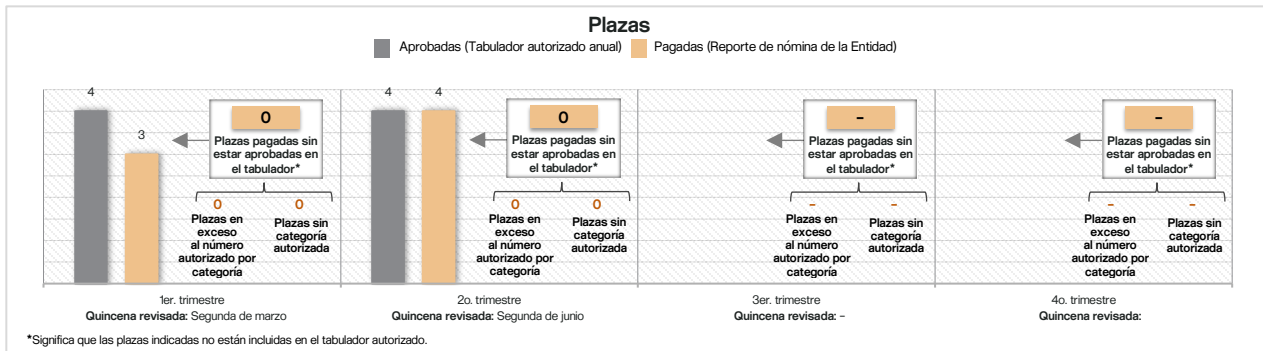 Plazas
Aprobadas (Tabulador autorizado anual)
Pagadas (Reporte de nómina de la Entidad)
4
3
0
Plazas pagadas sin
estar aprobadas en
el tabulador*
0
0
Plazas en
exceso
al número
autorizado por
categoría
Plazas sin
categoría
autorizada
1er. trimestre
Quincena revisada: Segunda de marzo
4
4
0
Plazas pagadas sin
estar aprobadas en
el tabulador*
0
0
Plazas en
exceso
al número
autorizado por
categoría
Plazas sin
categoría
autorizada
2o. trimestre
Quincena revisada: Segunda de junio
-
Plazas pagadas sin
estar aprobadas en
el tabulador*
-
-
Plazas en
exceso
al número
autorizado por
categoría
Plazas sin
categoría
autorizada
3er. trimestre
Quincena revisada: -
-
Plazas pagadas sin
estar aprobadas en
el tabulador*
-
-
Plazas en
exceso
al número
autorizado por
categoría
Plazas sin
categoría
autorizada
4o. trimestre
Quincena revisada:
*Significa que las plazas indicadas no están incluidas en el tabulador autorizado.